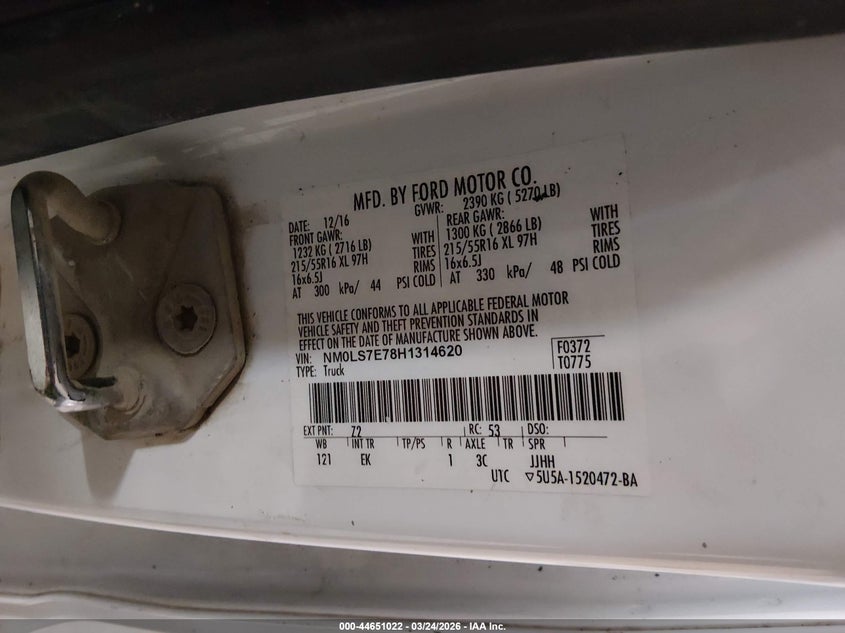 MFD. BY FORD MOTOR CO.
DATE: 12/16 GVWR: 2390 KG ( 5270 LB)
FRONT GAWR: REAR GAWR:
1232 KG ( 2716 LB) WITH 1300 KG ( 2866 LB) WITH
215/55R16 XL 97H TIRES 215/55R16 XL 97H TIRES
16x6.5J RIMS 16x6.5J RIMS
AT 300 kPa/ 44 PSI COLD AT 330 kPa/ 48 PSI COLD
THIS VEHICLE CONFORMS TO ALL APPLICABLE FEDERAL MOTOR
VEHICLE SAFETY AND THEFT PREVENTION STANDARDS IN
EFFECT ON THE DATE OF MANUFACTURE SHOWN ABOVE.
VIN: NM0LS7E78H1314620 F0372
TYPE: Truck T0775
EXT PNT: Z2 RC: 53 DSO:
WB INT TR TP/PS R AXLE TR SPR
121 EK 1 3C JJHH
UTC ▽5U5A-1520472-BA
000-44651022 - 03/24/2026 - IAA Inc.